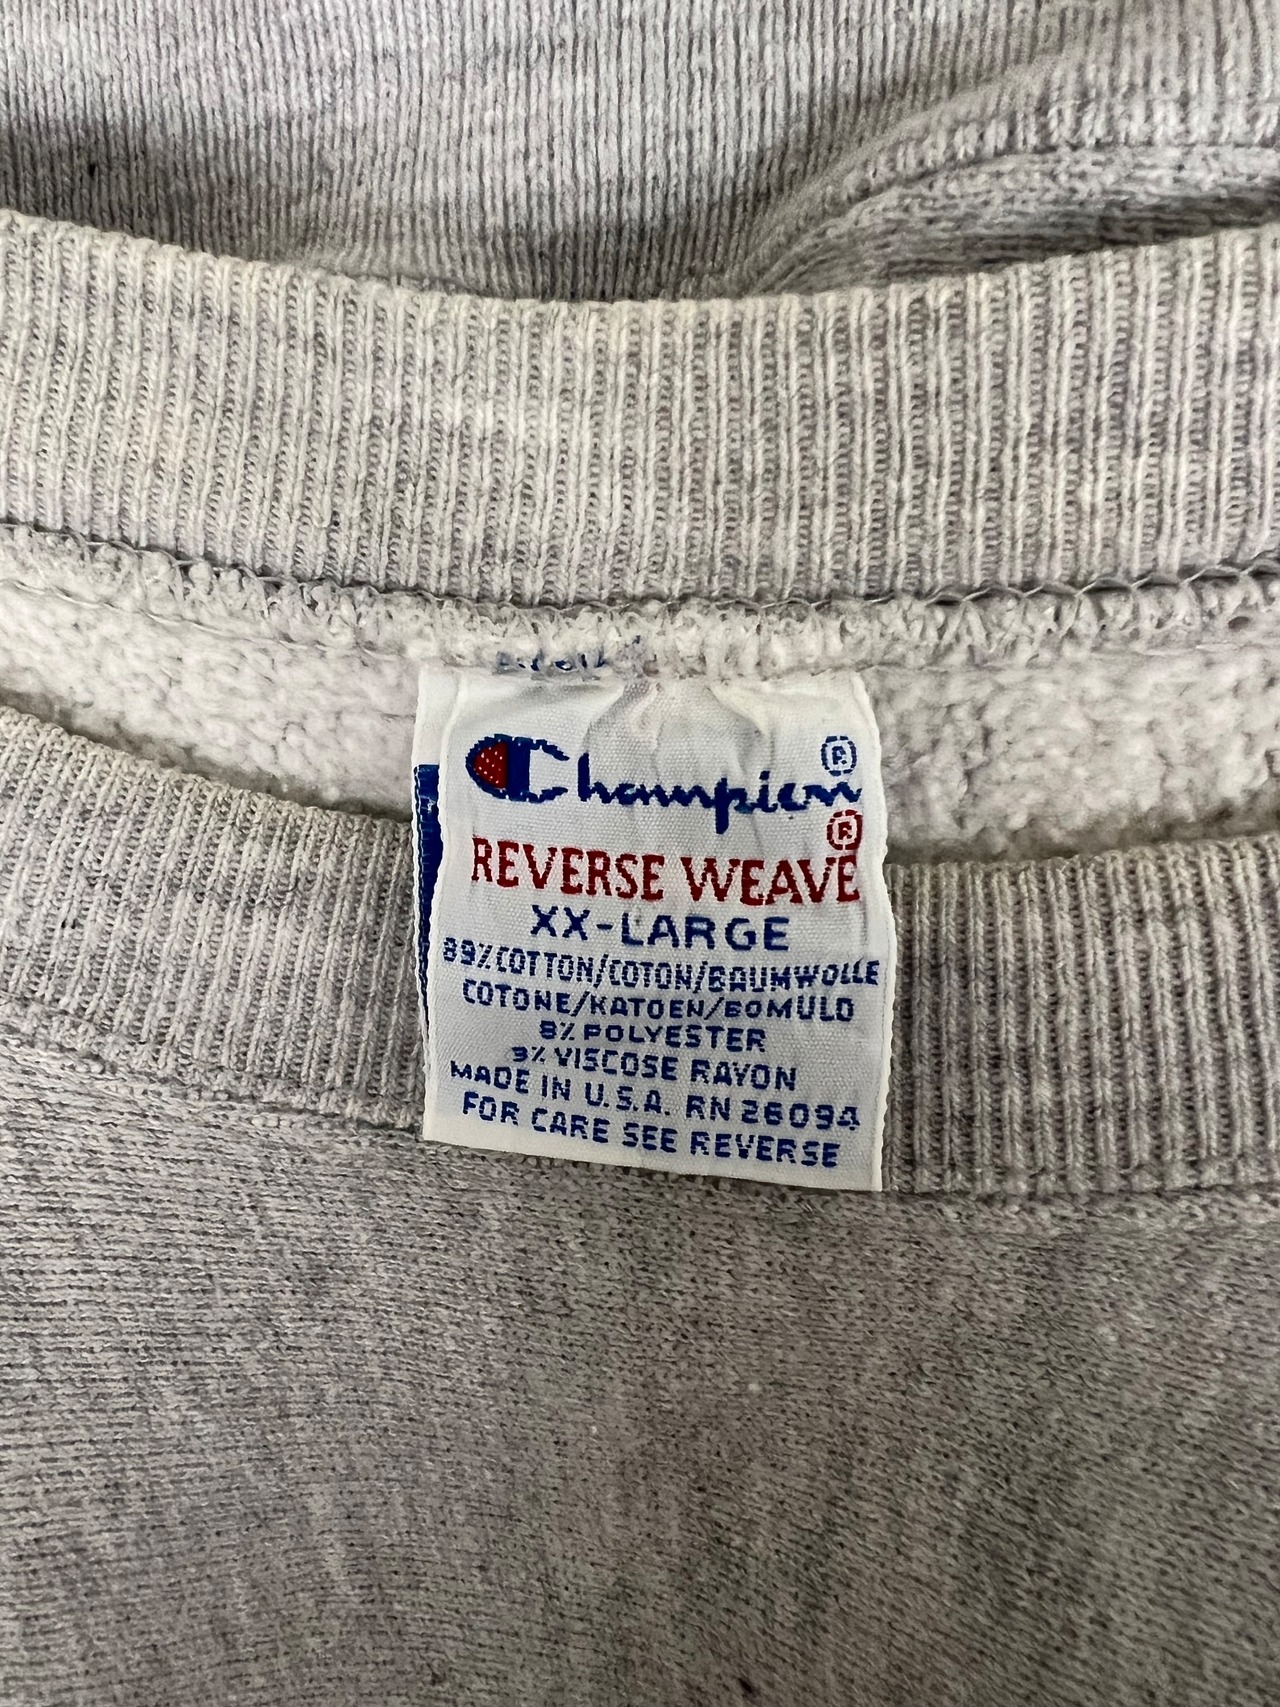 Champion®
REVERSE WEAVE®
XX-LARGE
89% COTTON/COTON/BAUMWOLLE
COTONE/KATOEN/BOMULD
8% POLYESTER
3% VISCOSE RAYON
MADE IN U.S.A. RN 26094
FOR CARE SEE REVERSE